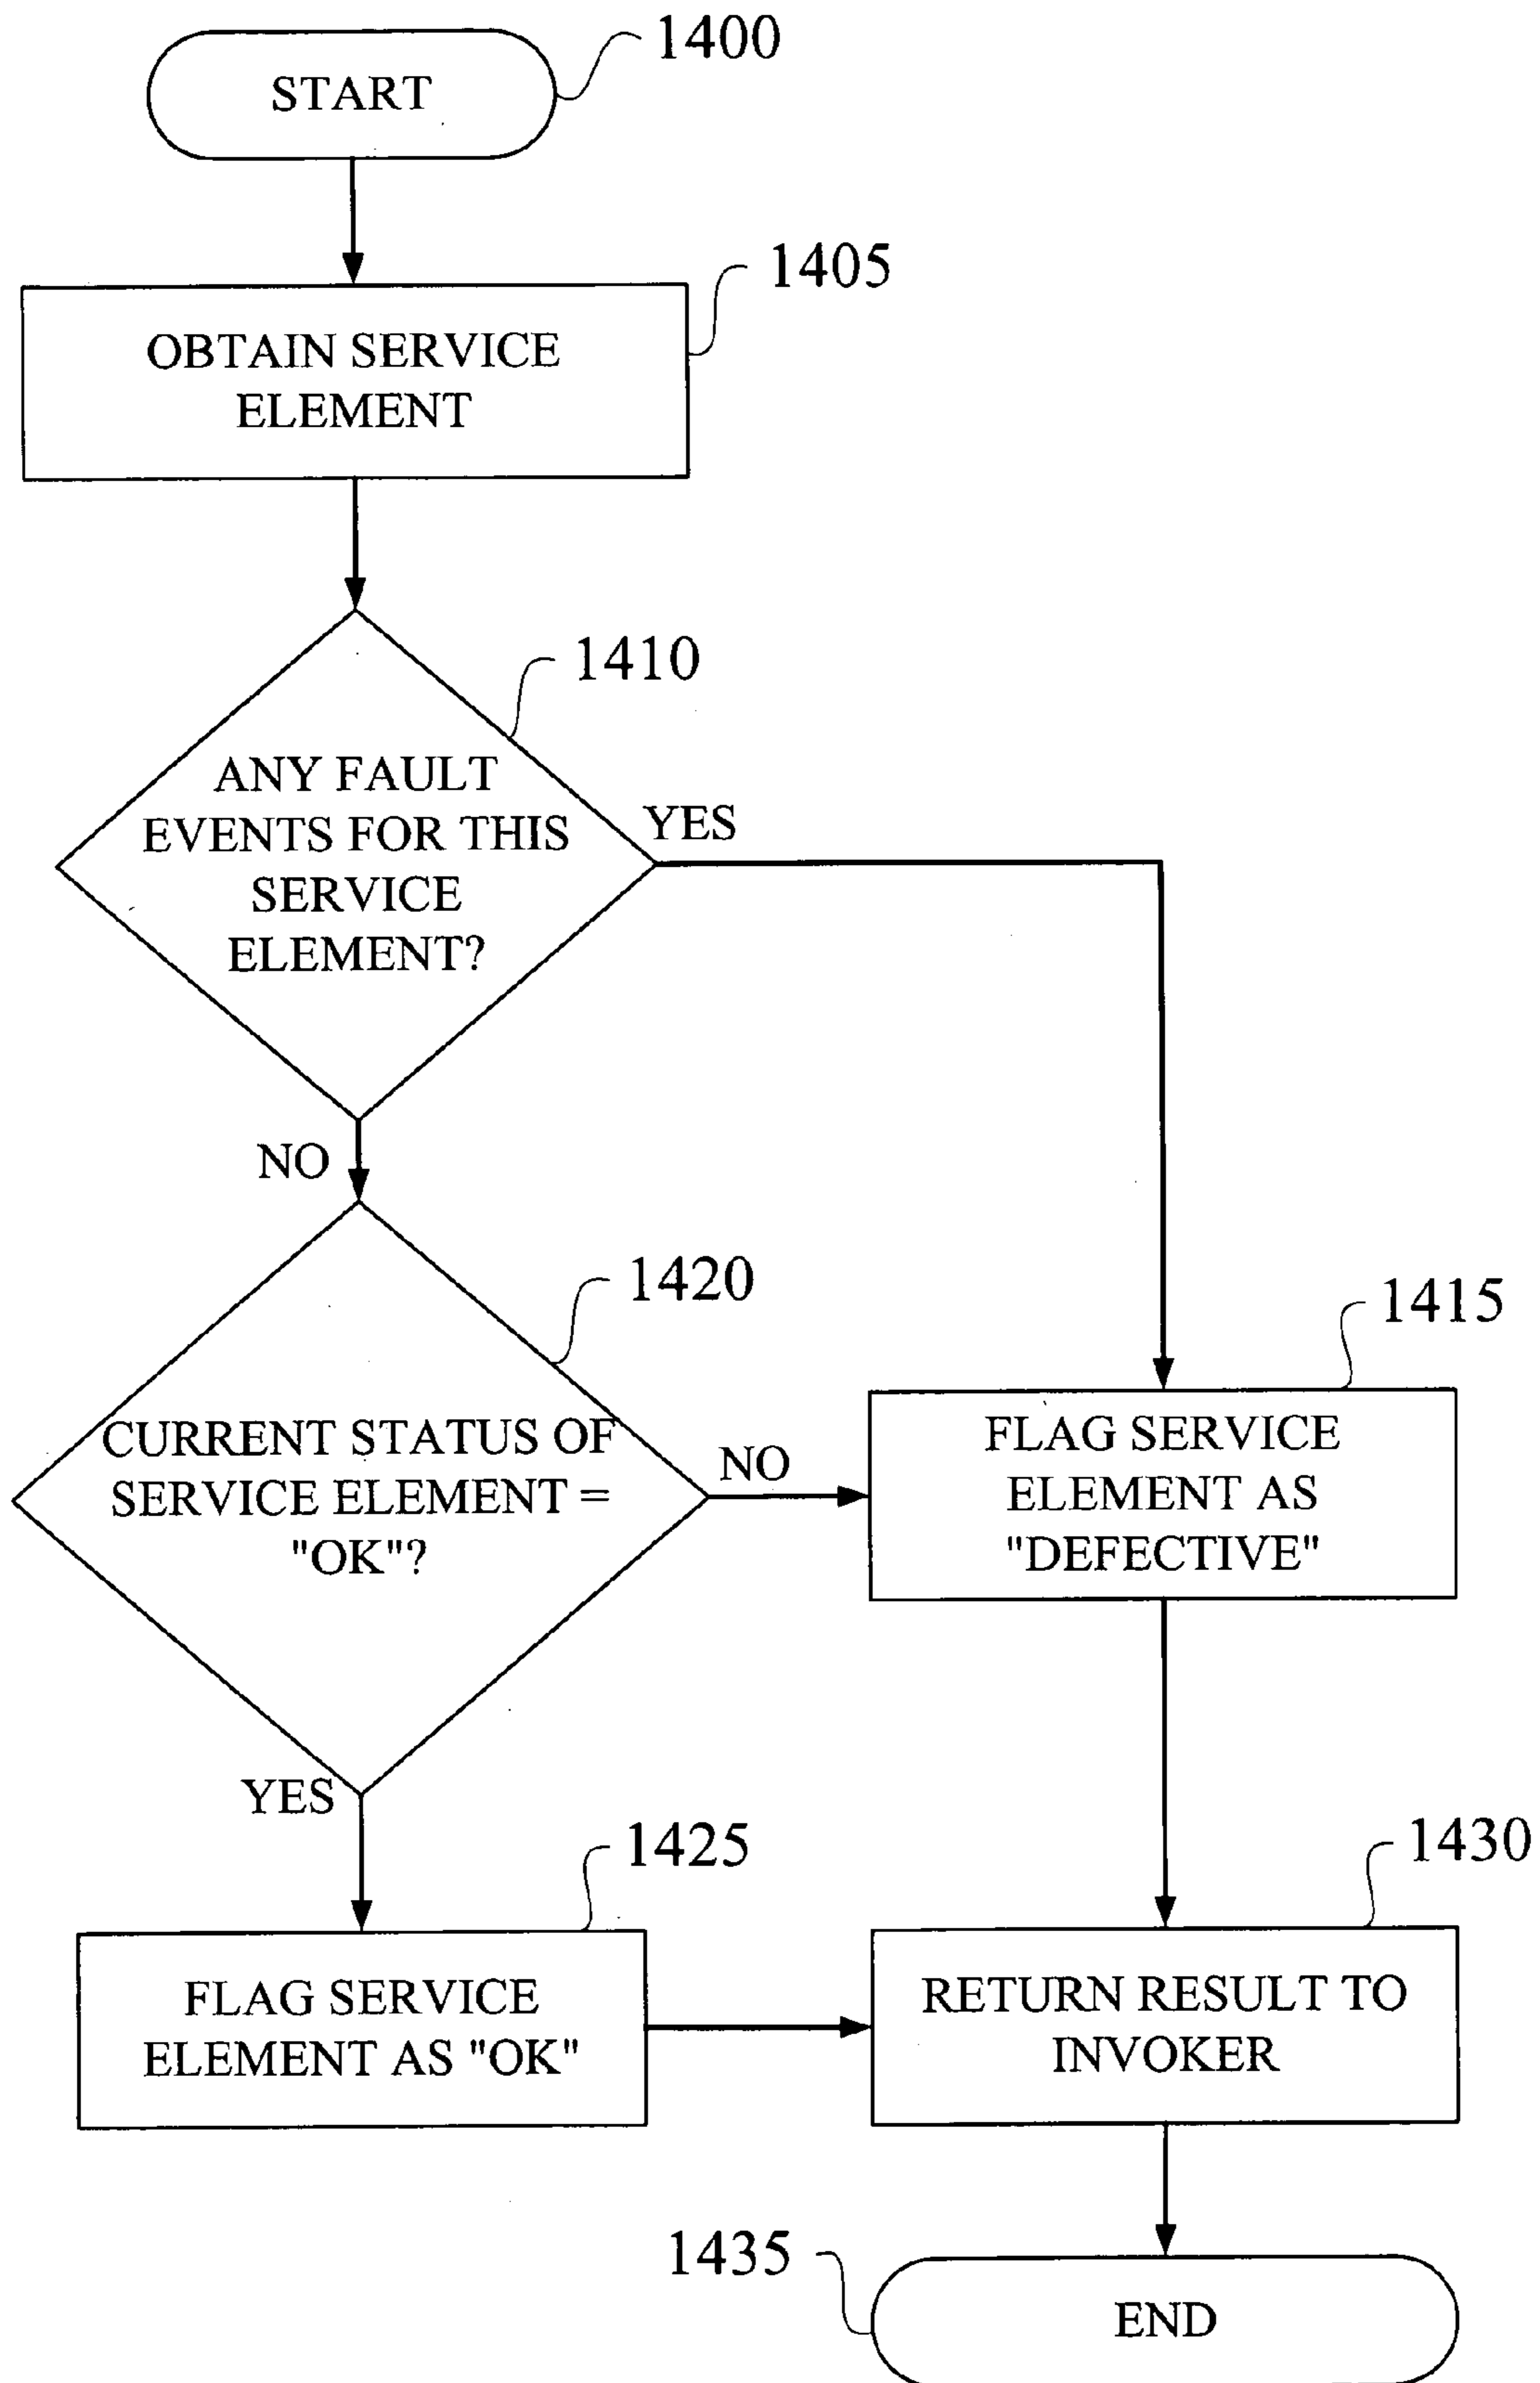 1400
START
1405
OBTAIN SERVICE
ELEMENT
1410
ANY FAULT
EVENTS FOR THIS
SERVICE
ELEMENT?
YES
NO
1420
CURRENT STATUS OF
SERVICE ELEMENT =
"OK"?
NO
YES
1415
FLAG SERVICE
ELEMENT AS
"DEFECTIVE"
1425
FLAG SERVICE
ELEMENT AS "OK"
1430
RETURN RESULT TO
INVOKER
1435
END